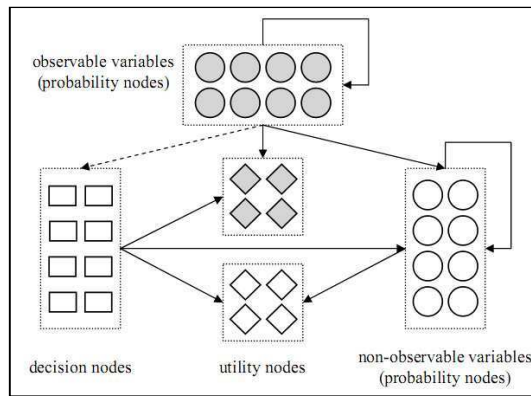 observable variables
(probability nodes)
decision nodes
utility nodes
non-observable variables
(probability nodes)